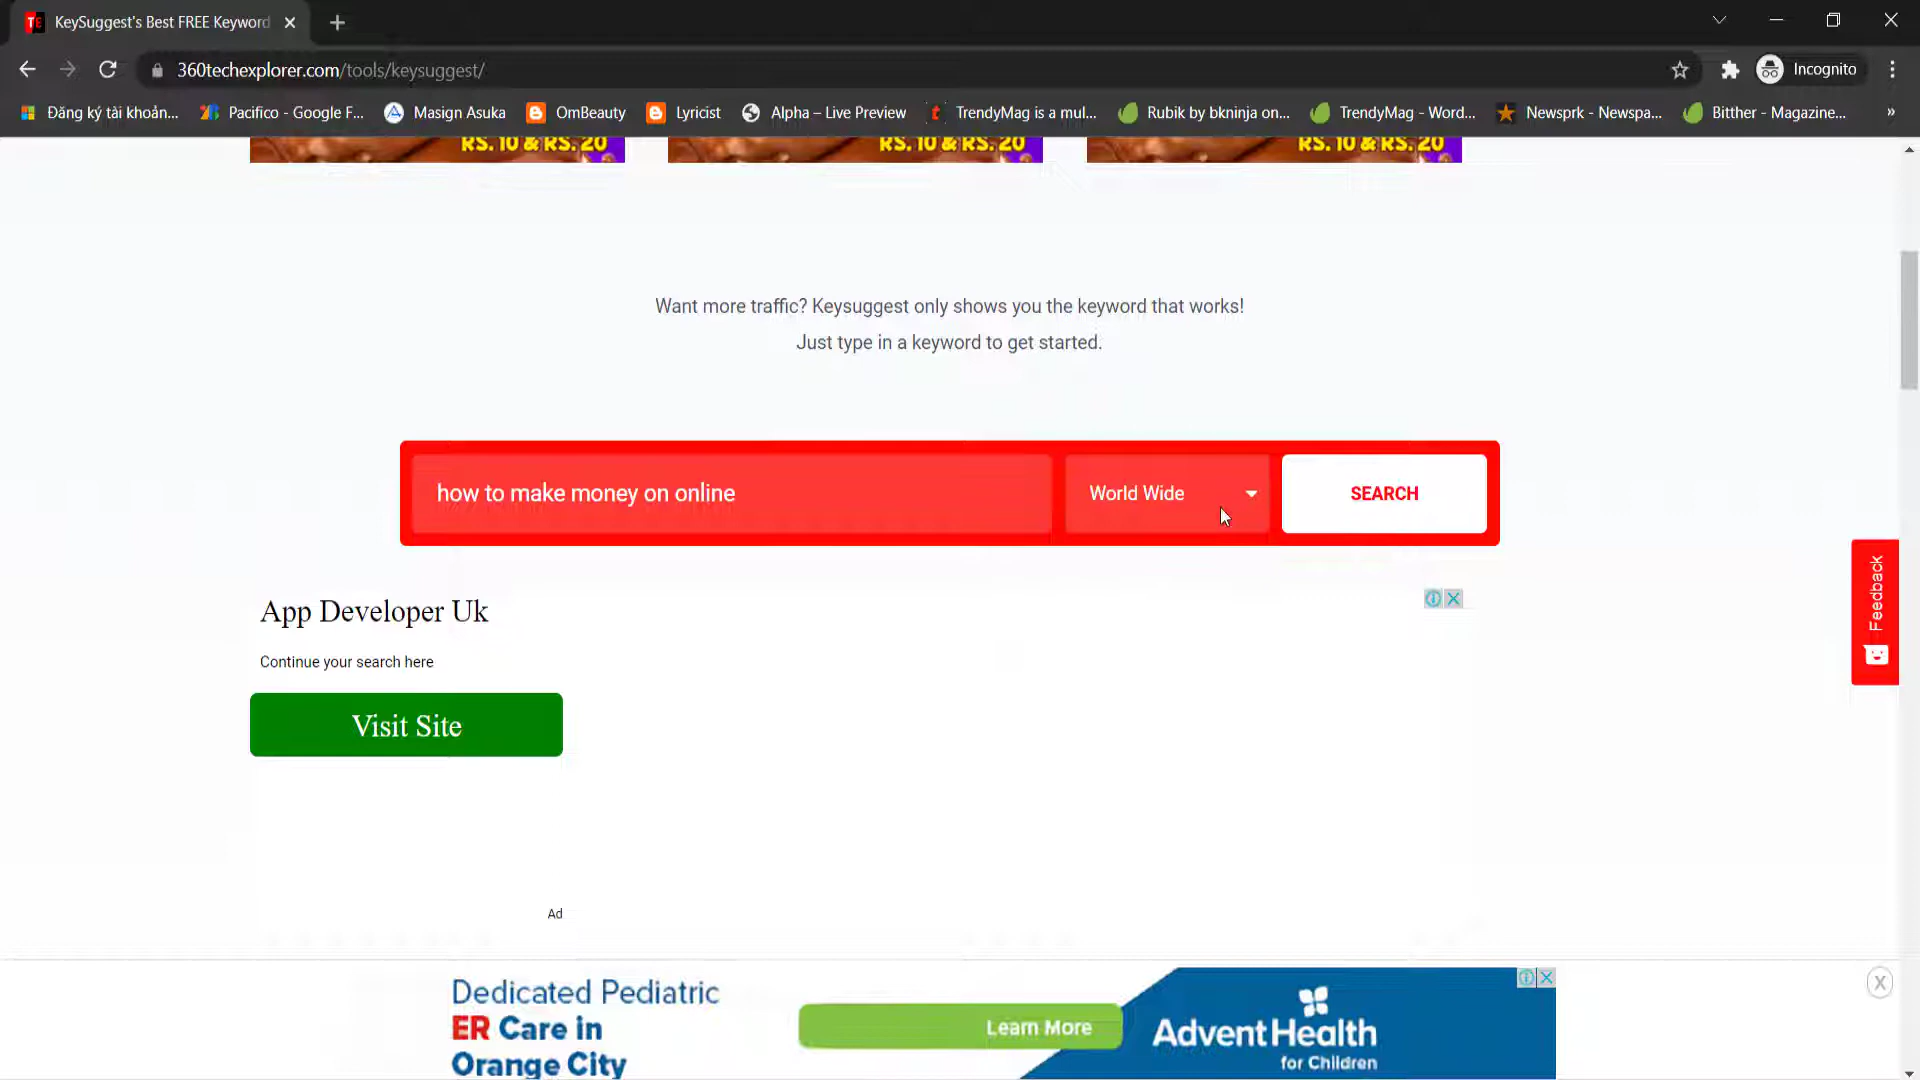 TE KeySuggest's Best FREE Keyword
360techexplorer.com/tools/keysuggest/
Incognito
Đăng ký tài khoản...
Pacifico - Google F...
Masign Asuka
OmBeauty
Lyricist
Alpha – Live Preview
t TrendyMag is a mul...
Rubik by bkninja on...
TrendyMag - Word...
Newsprk - Newspa...
Bitther - Magazine...
»
RS. 10 & RS. 20
RS. 10 & RS. 20
RS. 10 & RS. 20
Want more traffic? Keysuggest only shows you the keyword that works!
Just type in a keyword to get started.
how to make money on online
World Wide
SEARCH
Feedback
App Developer Uk
Continue your search here
Visit Site
Ad
Dedicated Pediatric
ER Care in
Orange City
Learn More
AdventHealth
for Children
X